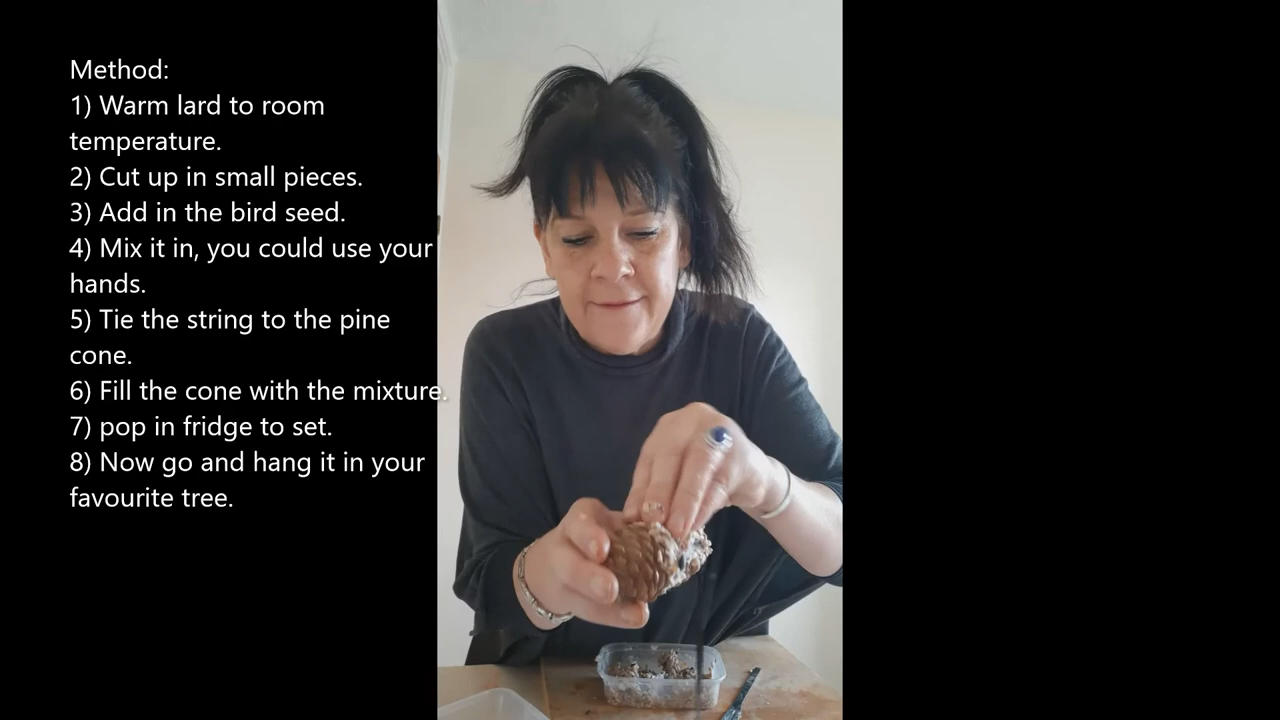 Method:
1) Warm lard to room
temperature.
2) Cut up in small pieces.
3) Add in the bird seed.
4) Mix it in, you could use your
hands.
5) Tie the string to the pine
cone.
6) Fill the cone with the mixture.
7) pop in fridge to set.
8) Now go and hang it in your
favourite tree.